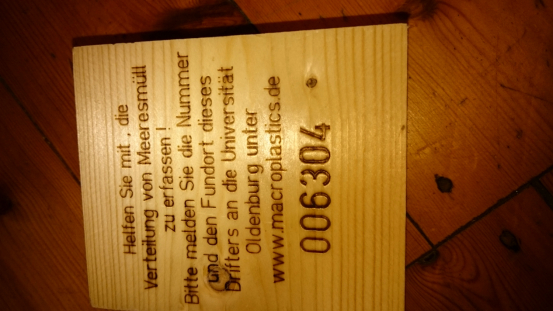 Helfen Sie mit, die
Verteilung von Meeresmüll
zu erfassen!
Bitte melden Sie die Nummer
und den Fundort dieses
Drifters an die Universität
Oldenburg unter
www.macroplastics.de
006304